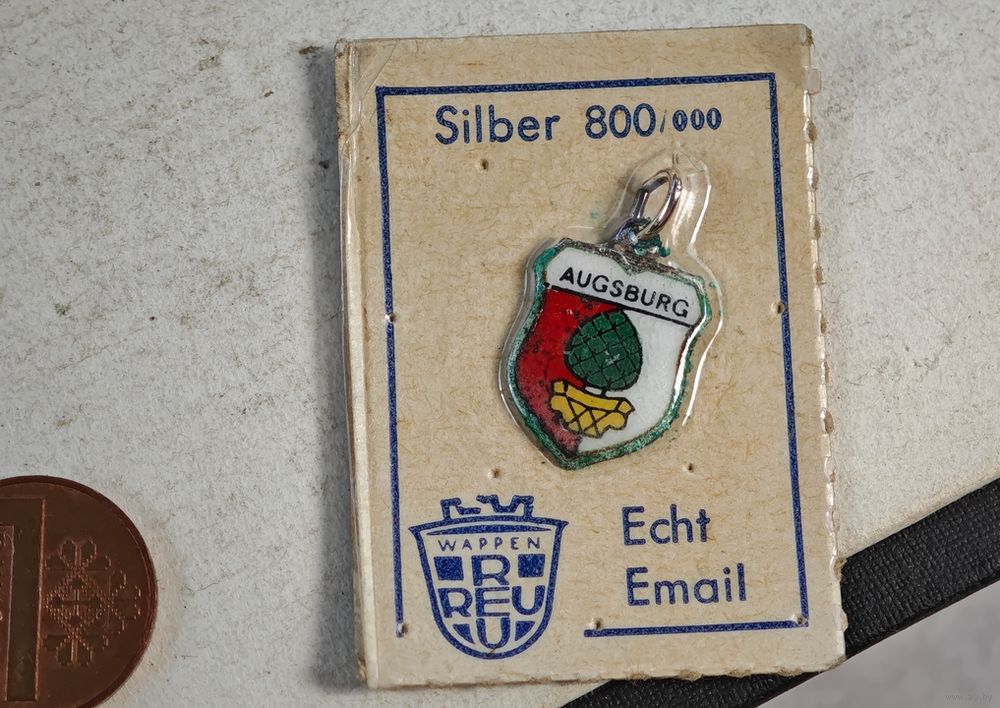 Silber 800/000
AUGSBURG
WAPPEN
REU
REU
Echt
Email